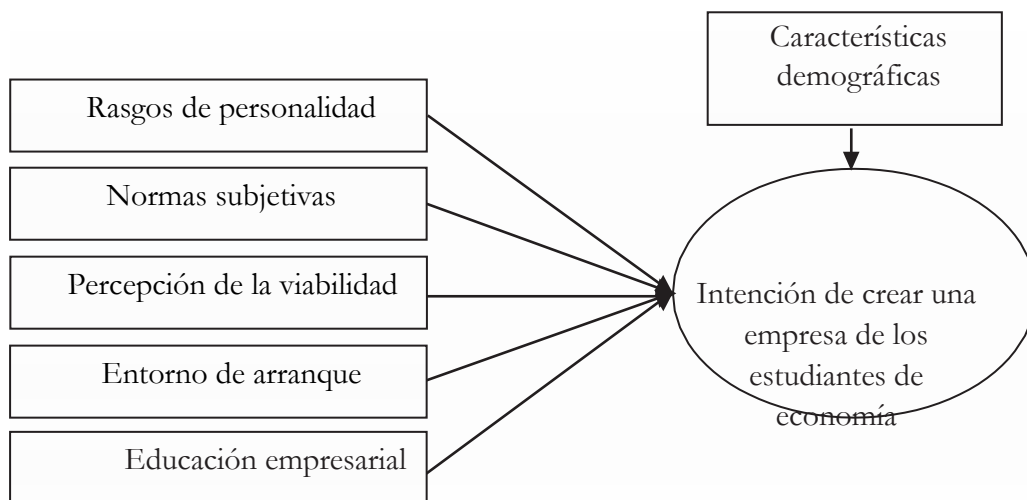 Características
demográficas
Rasgos de personalidad
Normas subjetivas
Percepción de la viabilidad
Entorno de arranque
Educación empresarial
Intención de crear una
empresa de los
estudiantes de
economía